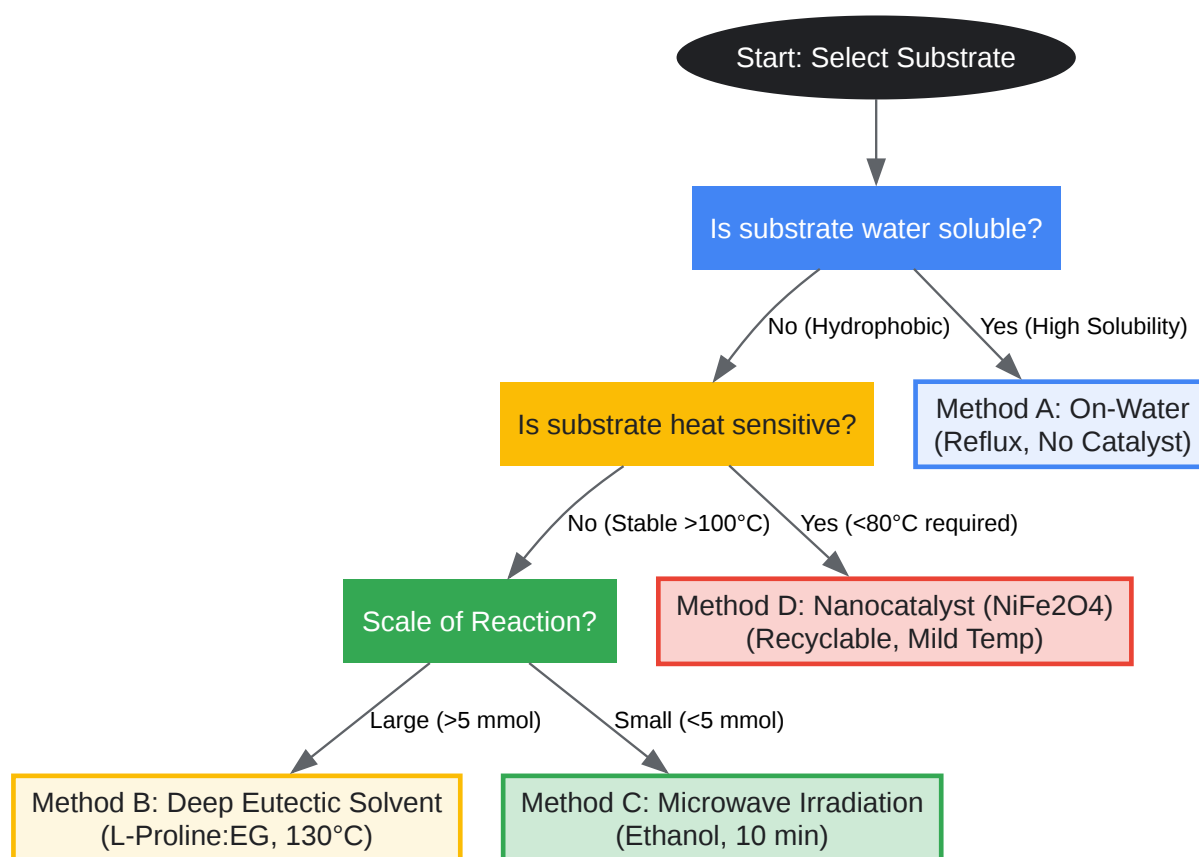 Start: Select Substrate
Is substrate water soluble?
No (Hydrophobic)
Yes (High Solubility)
Is substrate heat sensitive?
Method A: On-Water
(Reflux, No Catalyst)
No (Stable >100°C)
Yes (<80°C required)
Scale of Reaction?
Method D: Nanocatalyst (NiFe2O4)
(Recyclable, Mild Temp)
Large (>5 mmol)
Small (<5 mmol)
Method B: Deep Eutectic Solvent
(L-Proline:EG, 130°C)
Method C: Microwave Irradiation
(Ethanol, 10 min)